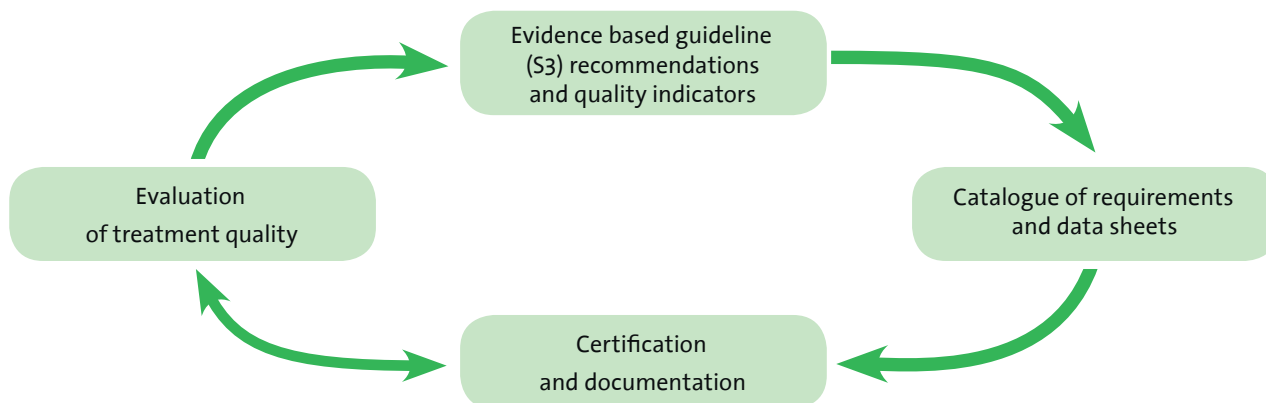 Evidence based guideline
(S3) recommendations
and quality indicators
Evaluation
of treatment quality
Catalogue of requirements
and data sheets
Certification
and documentation